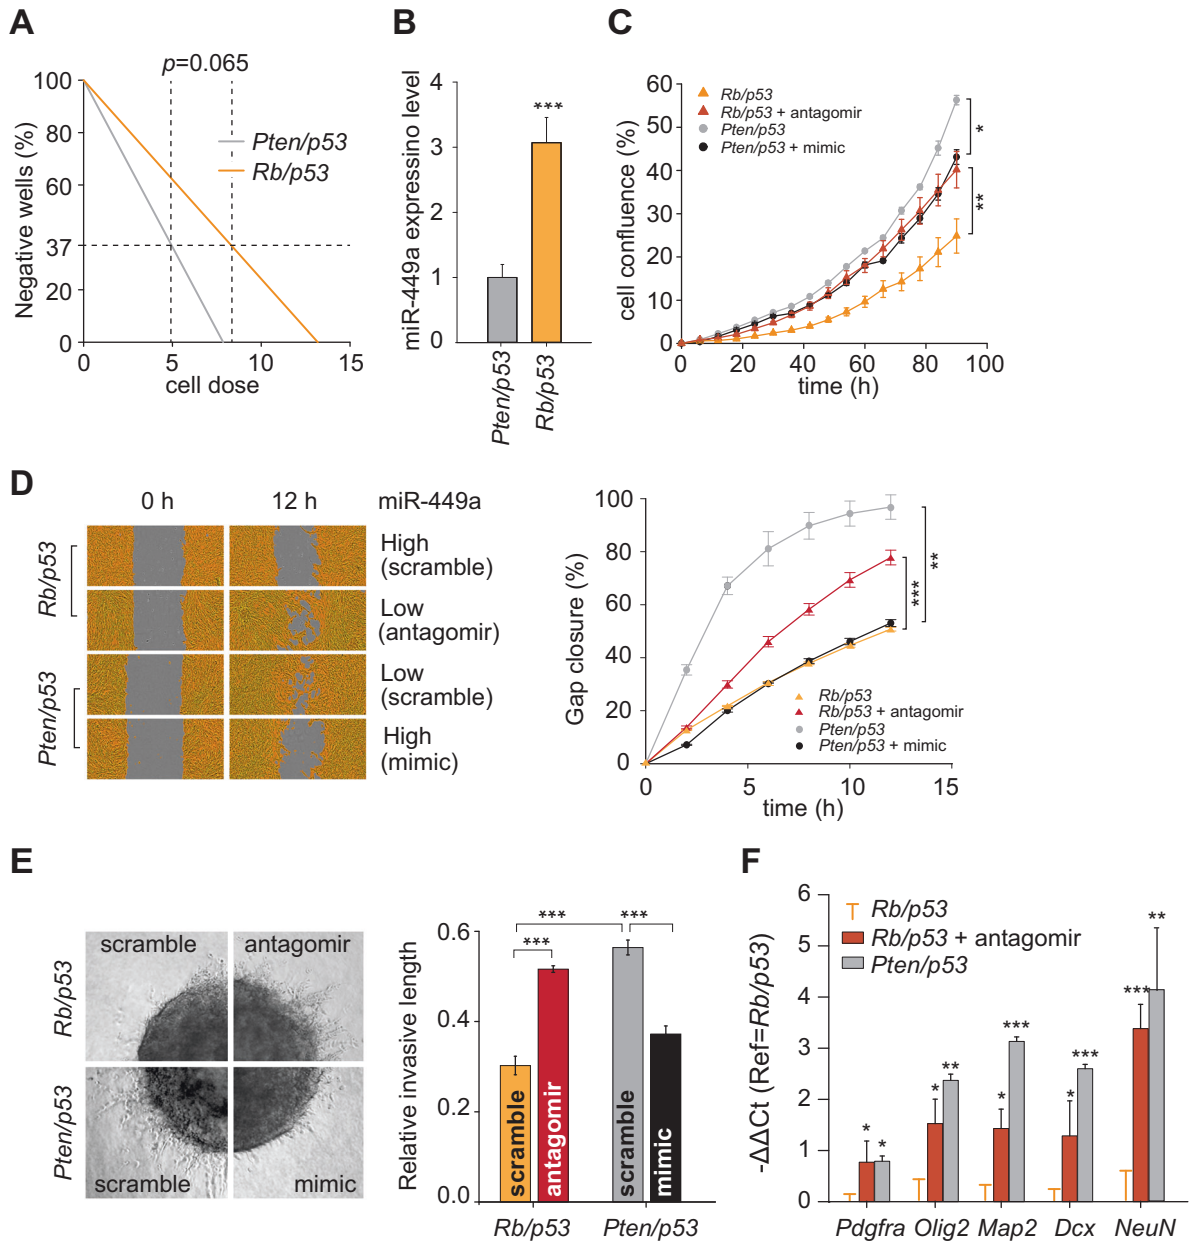 A
p=0.065
Negative wells (%)
100
80
60
40
37
20
0
0 5 10 15
cell dose
Pten/p53
Rb/p53
B
miR-449a expressino level
4
3
2
1
0
***
Pten/p53
Rb/p53
C
cell confluence (%)
60
50
40
30
20
10
0
0 20 40 60 80 100
time (h)
Rb/p53
Rb/p53 + antagomir
Pten/p53
Pten/p53 + mimic
*
**
D
0 h 12 h miR-449a
Rb/p53
Pten/p53
High
(scramble)
Low
(antagomir)
Low
(scramble)
High
(mimic)
Gap closure (%)
100
80
60
40
20
0
0 5 10 15
time (h)
Rb/p53
Rb/p53 + antagomir
Pten/p53
Pten/p53 + mimic
***
**
E
Rb/p53
Pten/p53
scramble antagomir
scramble mimic
Relative invasive length
0.6
0.4
0.2
0.0
*** ***
***
scramble
antagomir
scramble
mimic
Rb/p53 Pten/p53
F
-ΔΔCt (Ref=Rb/p53)
6
5
4
3
2
1
0
Rb/p53
Rb/p53 + antagomir
Pten/p53
* *
* **
* ***
* ***
*** **
Pdgfra Olig2 Map2 Dcx NeuN